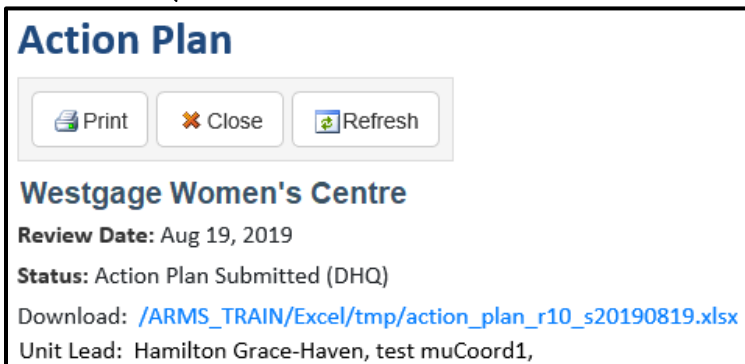 Action Plan
Print Close Refresh
Westgage Women's Centre
Review Date: Aug 19, 2019
Status: Action Plan Submitted (DHQ)
Download: /ARMS_TRAIN/Excel/tmp/action_plan_r10_s20190819.xlsx
Unit Lead: Hamilton Grace-Haven, test muCoord1,